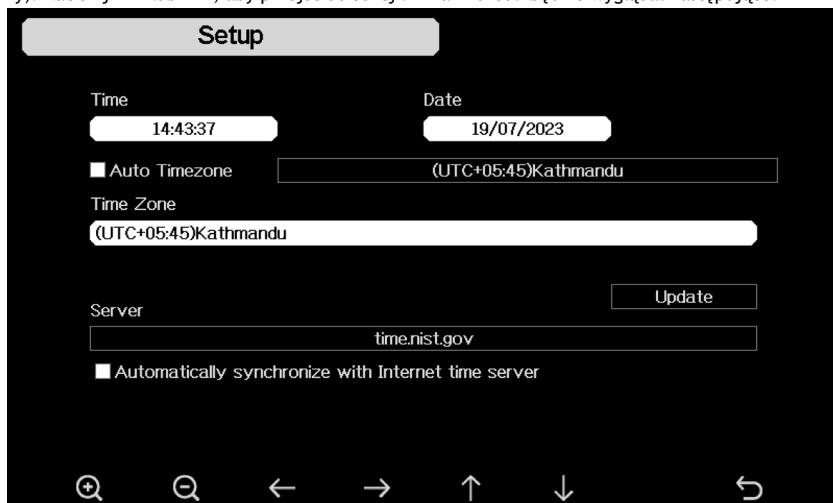 Setup
Time Date
14:43:37 19/07/2023
Auto Timezone (UTC+05:45)Kathmandu
Time Zone
(UTC+05:45)Kathmandu
Update
Server
time.nist.gov
Automatically synchronize with Internet time server